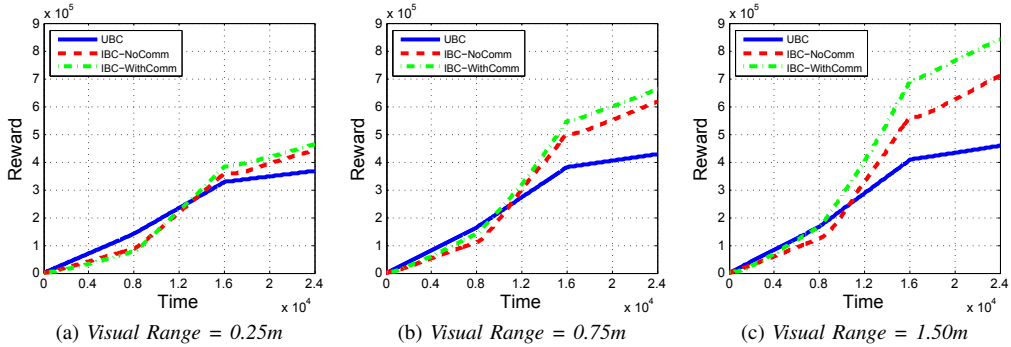 x 10^5
9
8
7
6
5
4
3
2
1
0
Reward
UBC
IBC-NoComm
IBC-WithComm
0 0.4 0.8 1.2 1.6 2.0 2.4
Time
x 10^4
(a) Visual Range = 0.25m
x 10^5
9
8
7
6
5
4
3
2
1
0
Reward
UBC
IBC-NoComm
IBC-WithComm
0 0.4 0.8 1.2 1.6 2.0 2.4
Time
x 10^4
(b) Visual Range = 0.75m
x 10^5
9
8
7
6
5
4
3
2
1
0
Reward
UBC
IBC-NoComm
IBC-WithComm
0 0.4 0.8 1.2 1.6 2.0 2.4
Time
x 10^4
(c) Visual Range = 1.50m